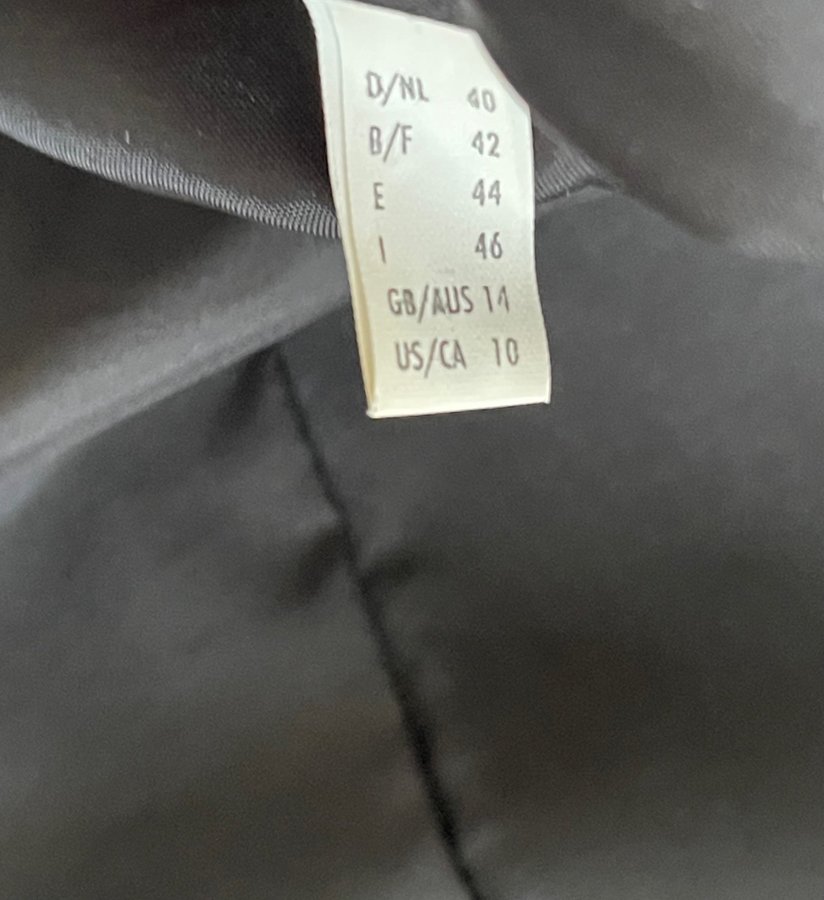 D/NL 40
B/F 42
E 44
I 46
GB/AUS 14
US/CA 10